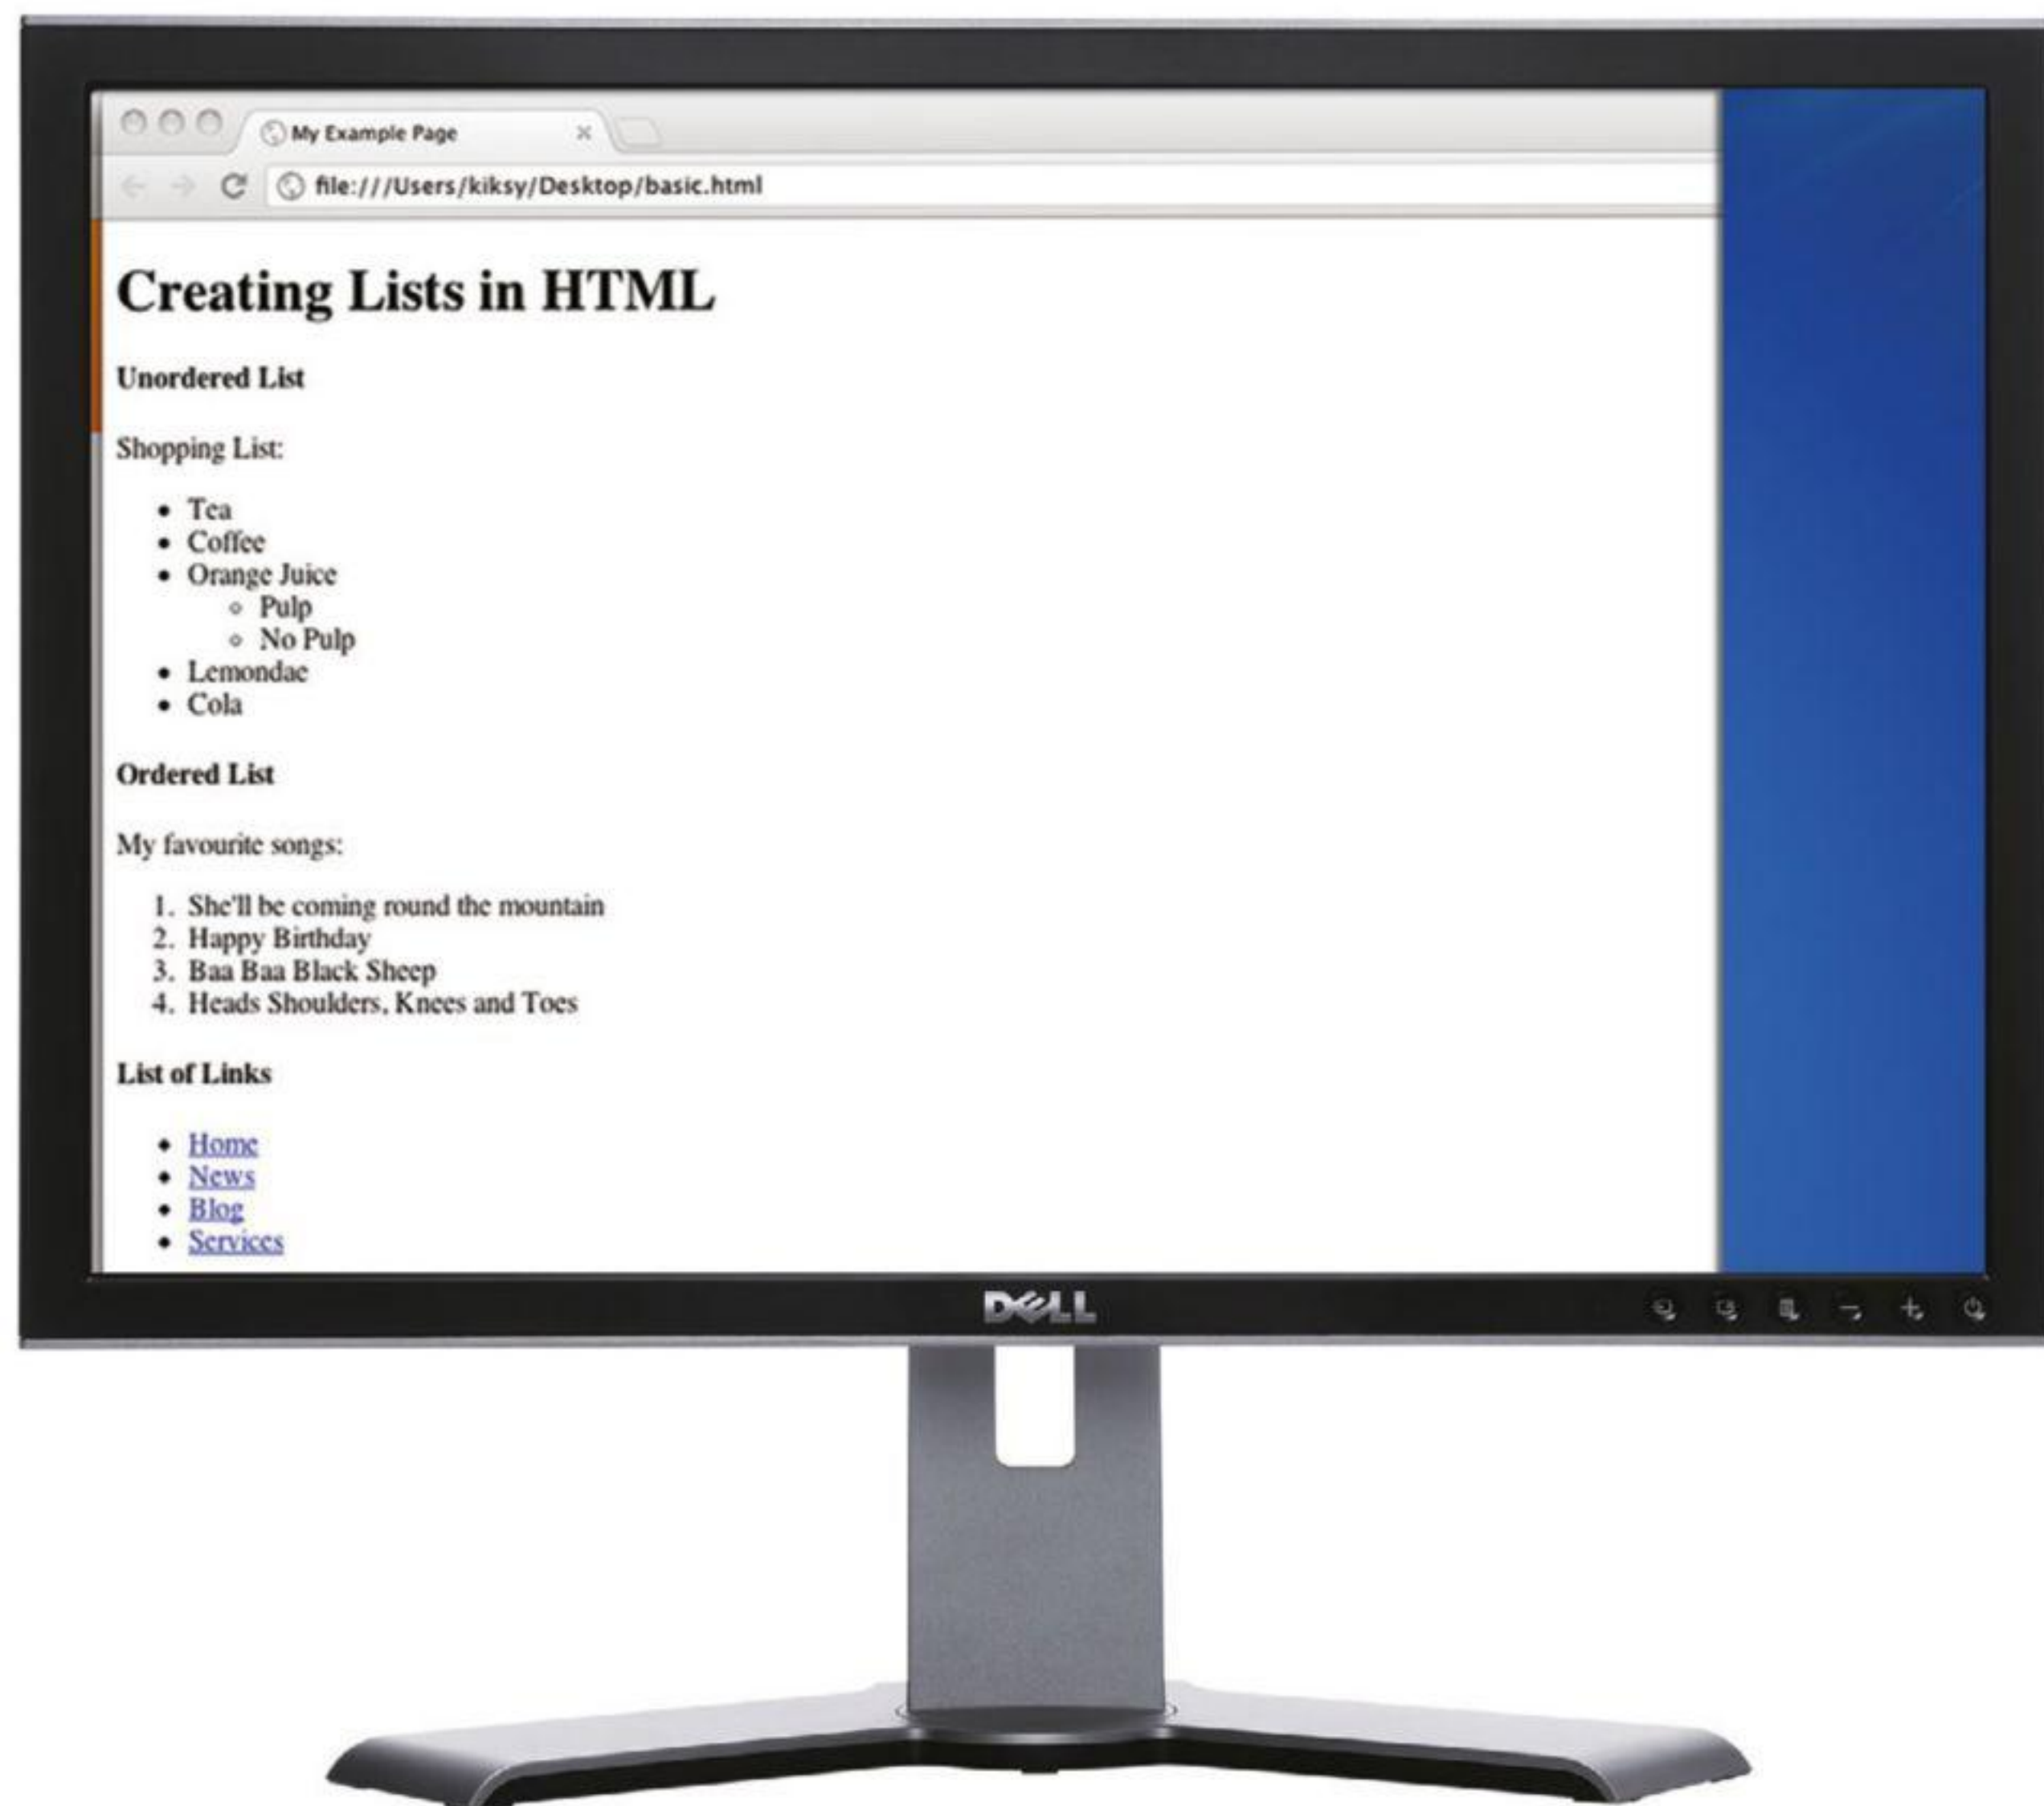 My Example Page
file:///Users/kiksy/Desktop/basic.html
Creating Lists in HTML
Unordered List
Shopping List:
Tea
Coffee
Orange Juice
Pulp
No Pulp
Lemondae
Cola
Ordered List
My favourite songs:
1. She'll be coming round the mountain
2. Happy Birthday
3. Baa Baa Black Sheep
4. Heads Shoulders, Knees and Toes
List of Links
Home
News
Blog
Services
DELL